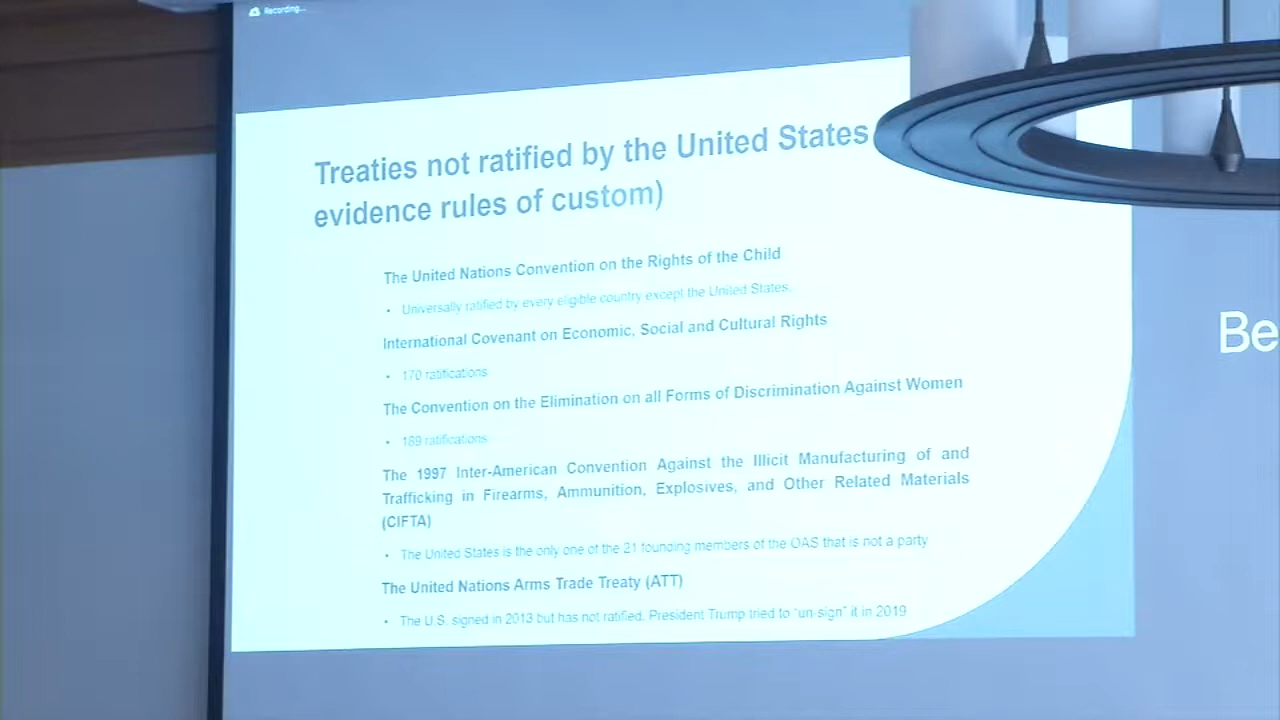 Recording...
Treaties not ratified by the United States
evidence rules of custom)
The United Nations Convention on the Rights of the Child
• Universally ratified by every eligible country except the United States.
International Covenant on Economic, Social and Cultural Rights
• 170 ratifications
The Convention on the Elimination on all Forms of Discrimination Against Women
• 189 ratifications
The 1997 Inter-American Convention Against the Illicit Manufacturing of and
Trafficking in Firearms, Ammunition, Explosives, and Other Related Materials
(CIFTA)
• The United States is the only one of the 21 founding members of the OAS that is not a party
The United Nations Arms Trade Treaty (ATT)
• The U.S. signed in 2013 but has not ratified. President Trump tried to "un-sign" it in 2019
Be